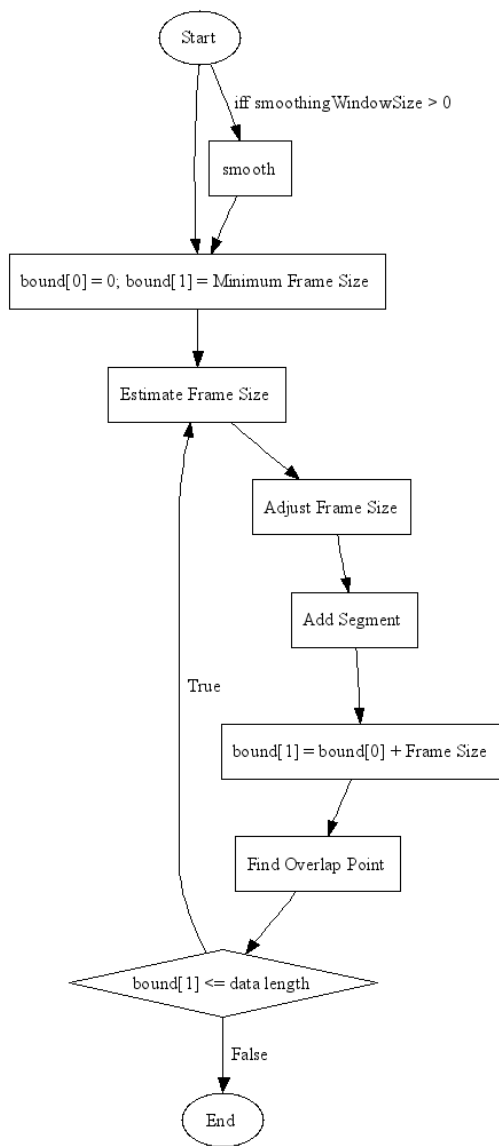 Start
iff smoothingWindowSize > 0
smooth
bound[0] = 0; bound[1] = Minimum Frame Size
Estimate Frame Size
Adjust Frame Size
Add Segment
True
bound[1] = bound[0] + Frame Size
Find Overlap Point
bound[1] <= data length
False
End